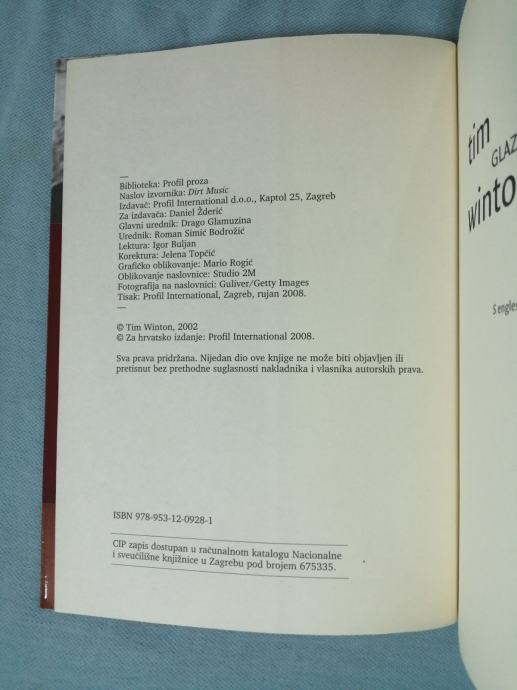 —
Biblioteka: Profil proza
Naslov izvornika: Dirt Music
Izdavač: Profil International d.o.o., Kaptol 25, Zagreb
Za izdavača: Daniel Žderić
Glavni urednik: Drago Glamuzina
Urednik: Roman Simić Bodrožić
Lektura: Igor Buljan
Korektura: Jelena Topčić
Grafičko oblikovanje: Mario Rogić
Oblikovanje naslovnice: Studio 2M
Fotografija na naslovnici: Guliver/Getty Images
Tisak: Profil International, Zagreb, rujan 2008.
—
© Tim Winton, 2002
© Za hrvatsko izdanje: Profil International 2008.
Sva prava pridržana. Nijedan dio ove knjige ne može biti objavljen ili
pretisnut bez prethodne suglasnosti nakladnika i vlasnika autorskih prava.
ISBN 978-953-12-0928-1
CIP zapis dostupan u računalnom katalogu Nacionalne
i sveučilišne knjižnice u Zagrebu pod brojem 675335.
tim
GLAZ
winto
S engles